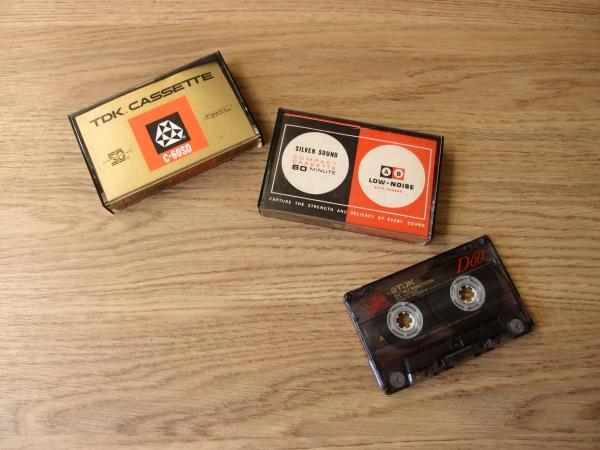 TDK. CASSETTE
SD
C-60SD
SILVER SOUND
COMPACT
CASSETTE
60 MINUTE
A B
LOW-NOISE
CAPTURE THE STRENGTH AND DELICACY OF EVERY SOUND
TDK
D60
A